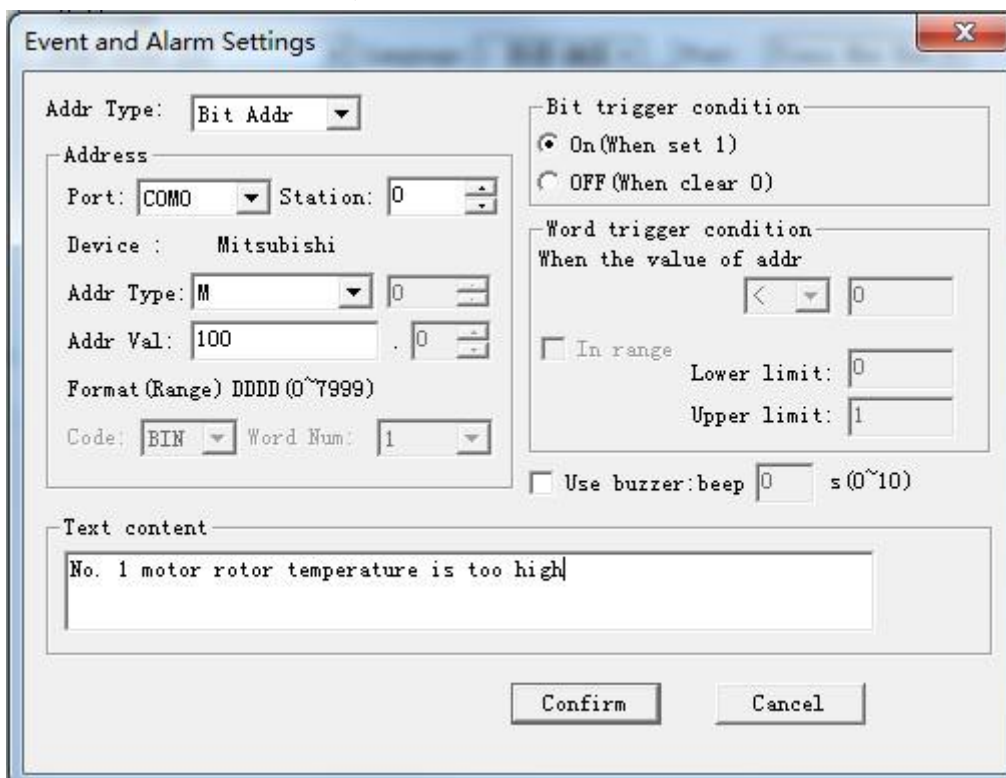 Event and Alarm Settings
Addr Type: Bit Addr
Address
Port: COM0 Station: 0
Device : Mitsubishi
Addr Type: M 0
Addr Val: 100 . 0
Format(Range) DDDD(0~7999)
Code: BIN Word Num: 1
Bit trigger condition
On(When set 1)
OFF(When clear 0)
Word trigger condition
When the value of addr
< 0
In range
Lower limit: 0
Upper limit: 1
Use buzzer:beep 0 s(0~10)
Text content
No. 1 motor rotor temperature is too high
Confirm Cancel